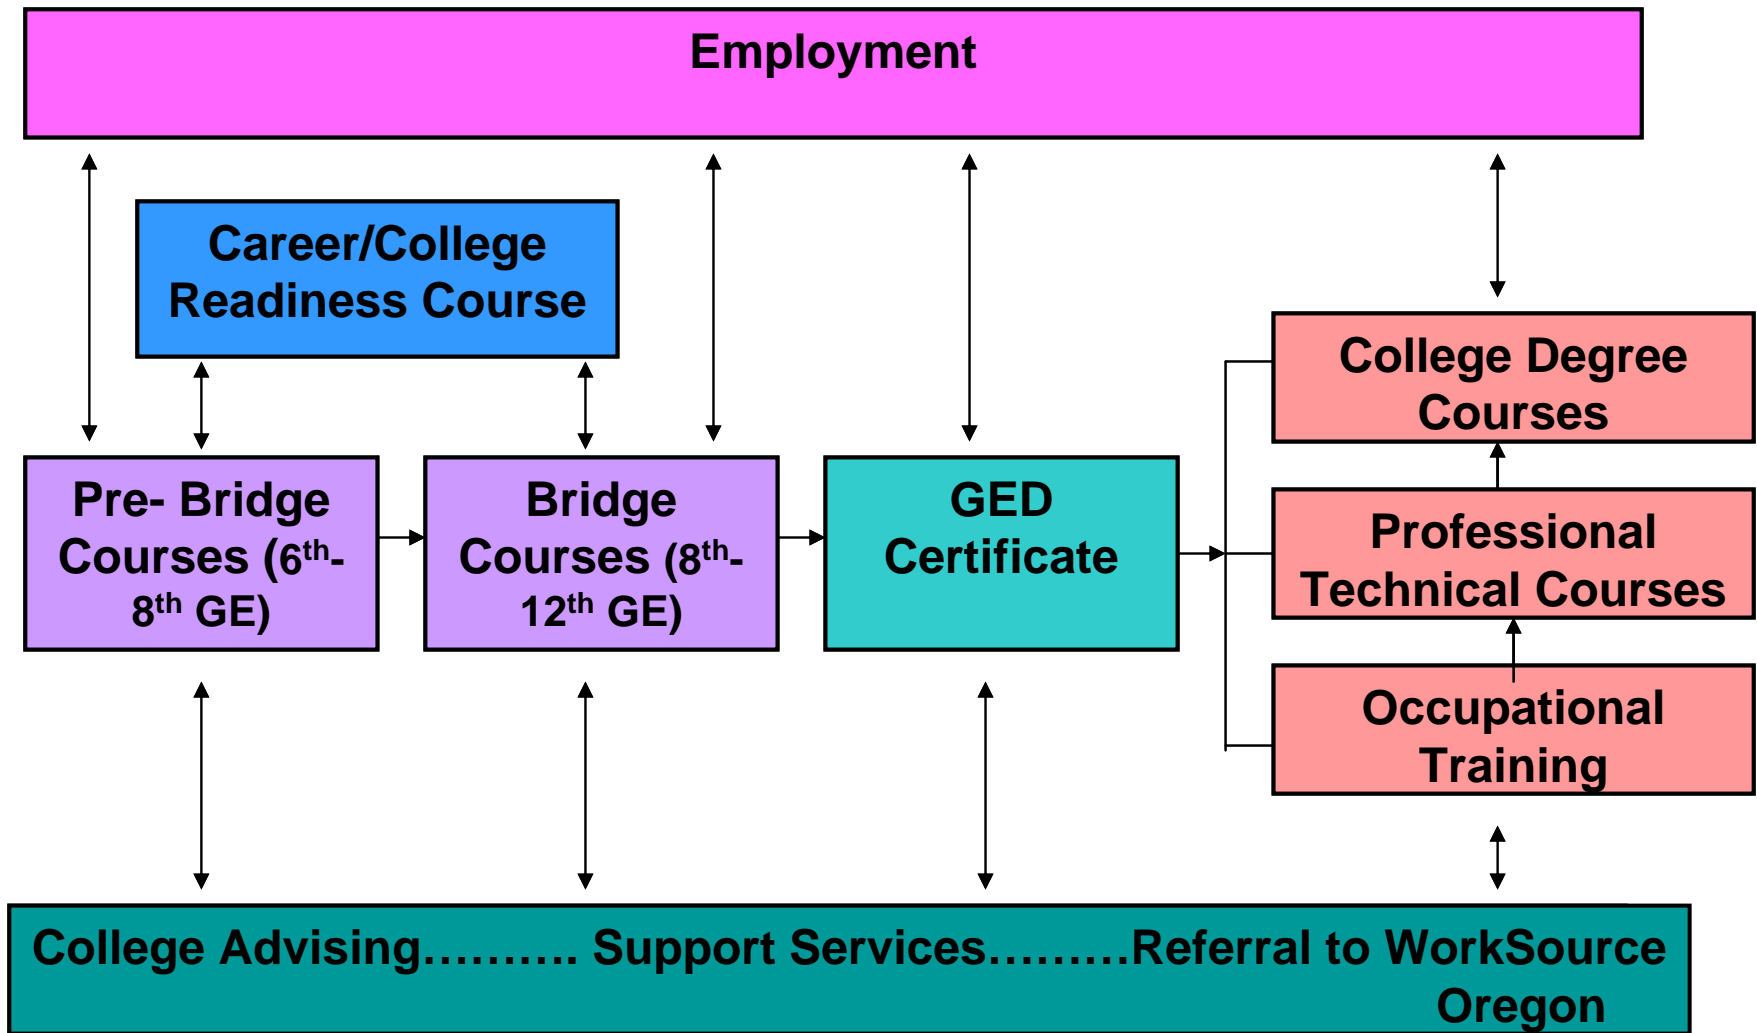 Employment
Career/College
Readiness Course
College Degree
Courses
Pre- Bridge
Courses (6th-
8th GE)
Bridge
Courses (8th-
12th GE)
GED
Certificate
Professional
Technical Courses
Occupational
Training
College Advising………. Support Services………Referral to WorkSource
Oregon